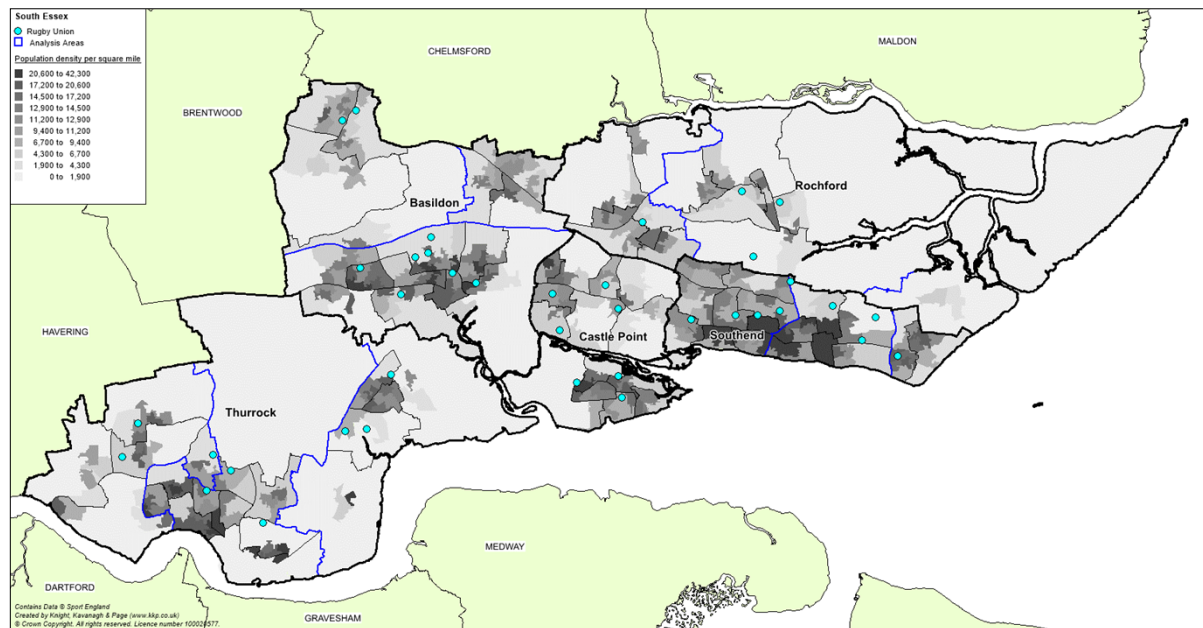 South Essex
Rugby Union
Analysis Areas
Population density per square mile
20,600 to 42,300
17,200 to 20,600
14,500 to 17,200
12,900 to 14,500
11,200 to 12,900
9,400 to 11,200
6,700 to 9,400
4,300 to 6,700
1,900 to 4,300
0 to 1,900
MALDON
CHELMSFORD
BRENTWOOD
Rochford
Basildon
HAVERING
Castle Point
Southend
Thurrock
MEDWAY
DARTFORD
GRAVESHAM
Contains Data © Sport England
Created by Knight, Kavanagh & Page (www.kkp.co.uk)
© Crown Copyright. All rights reserved. Licence number 100020577.